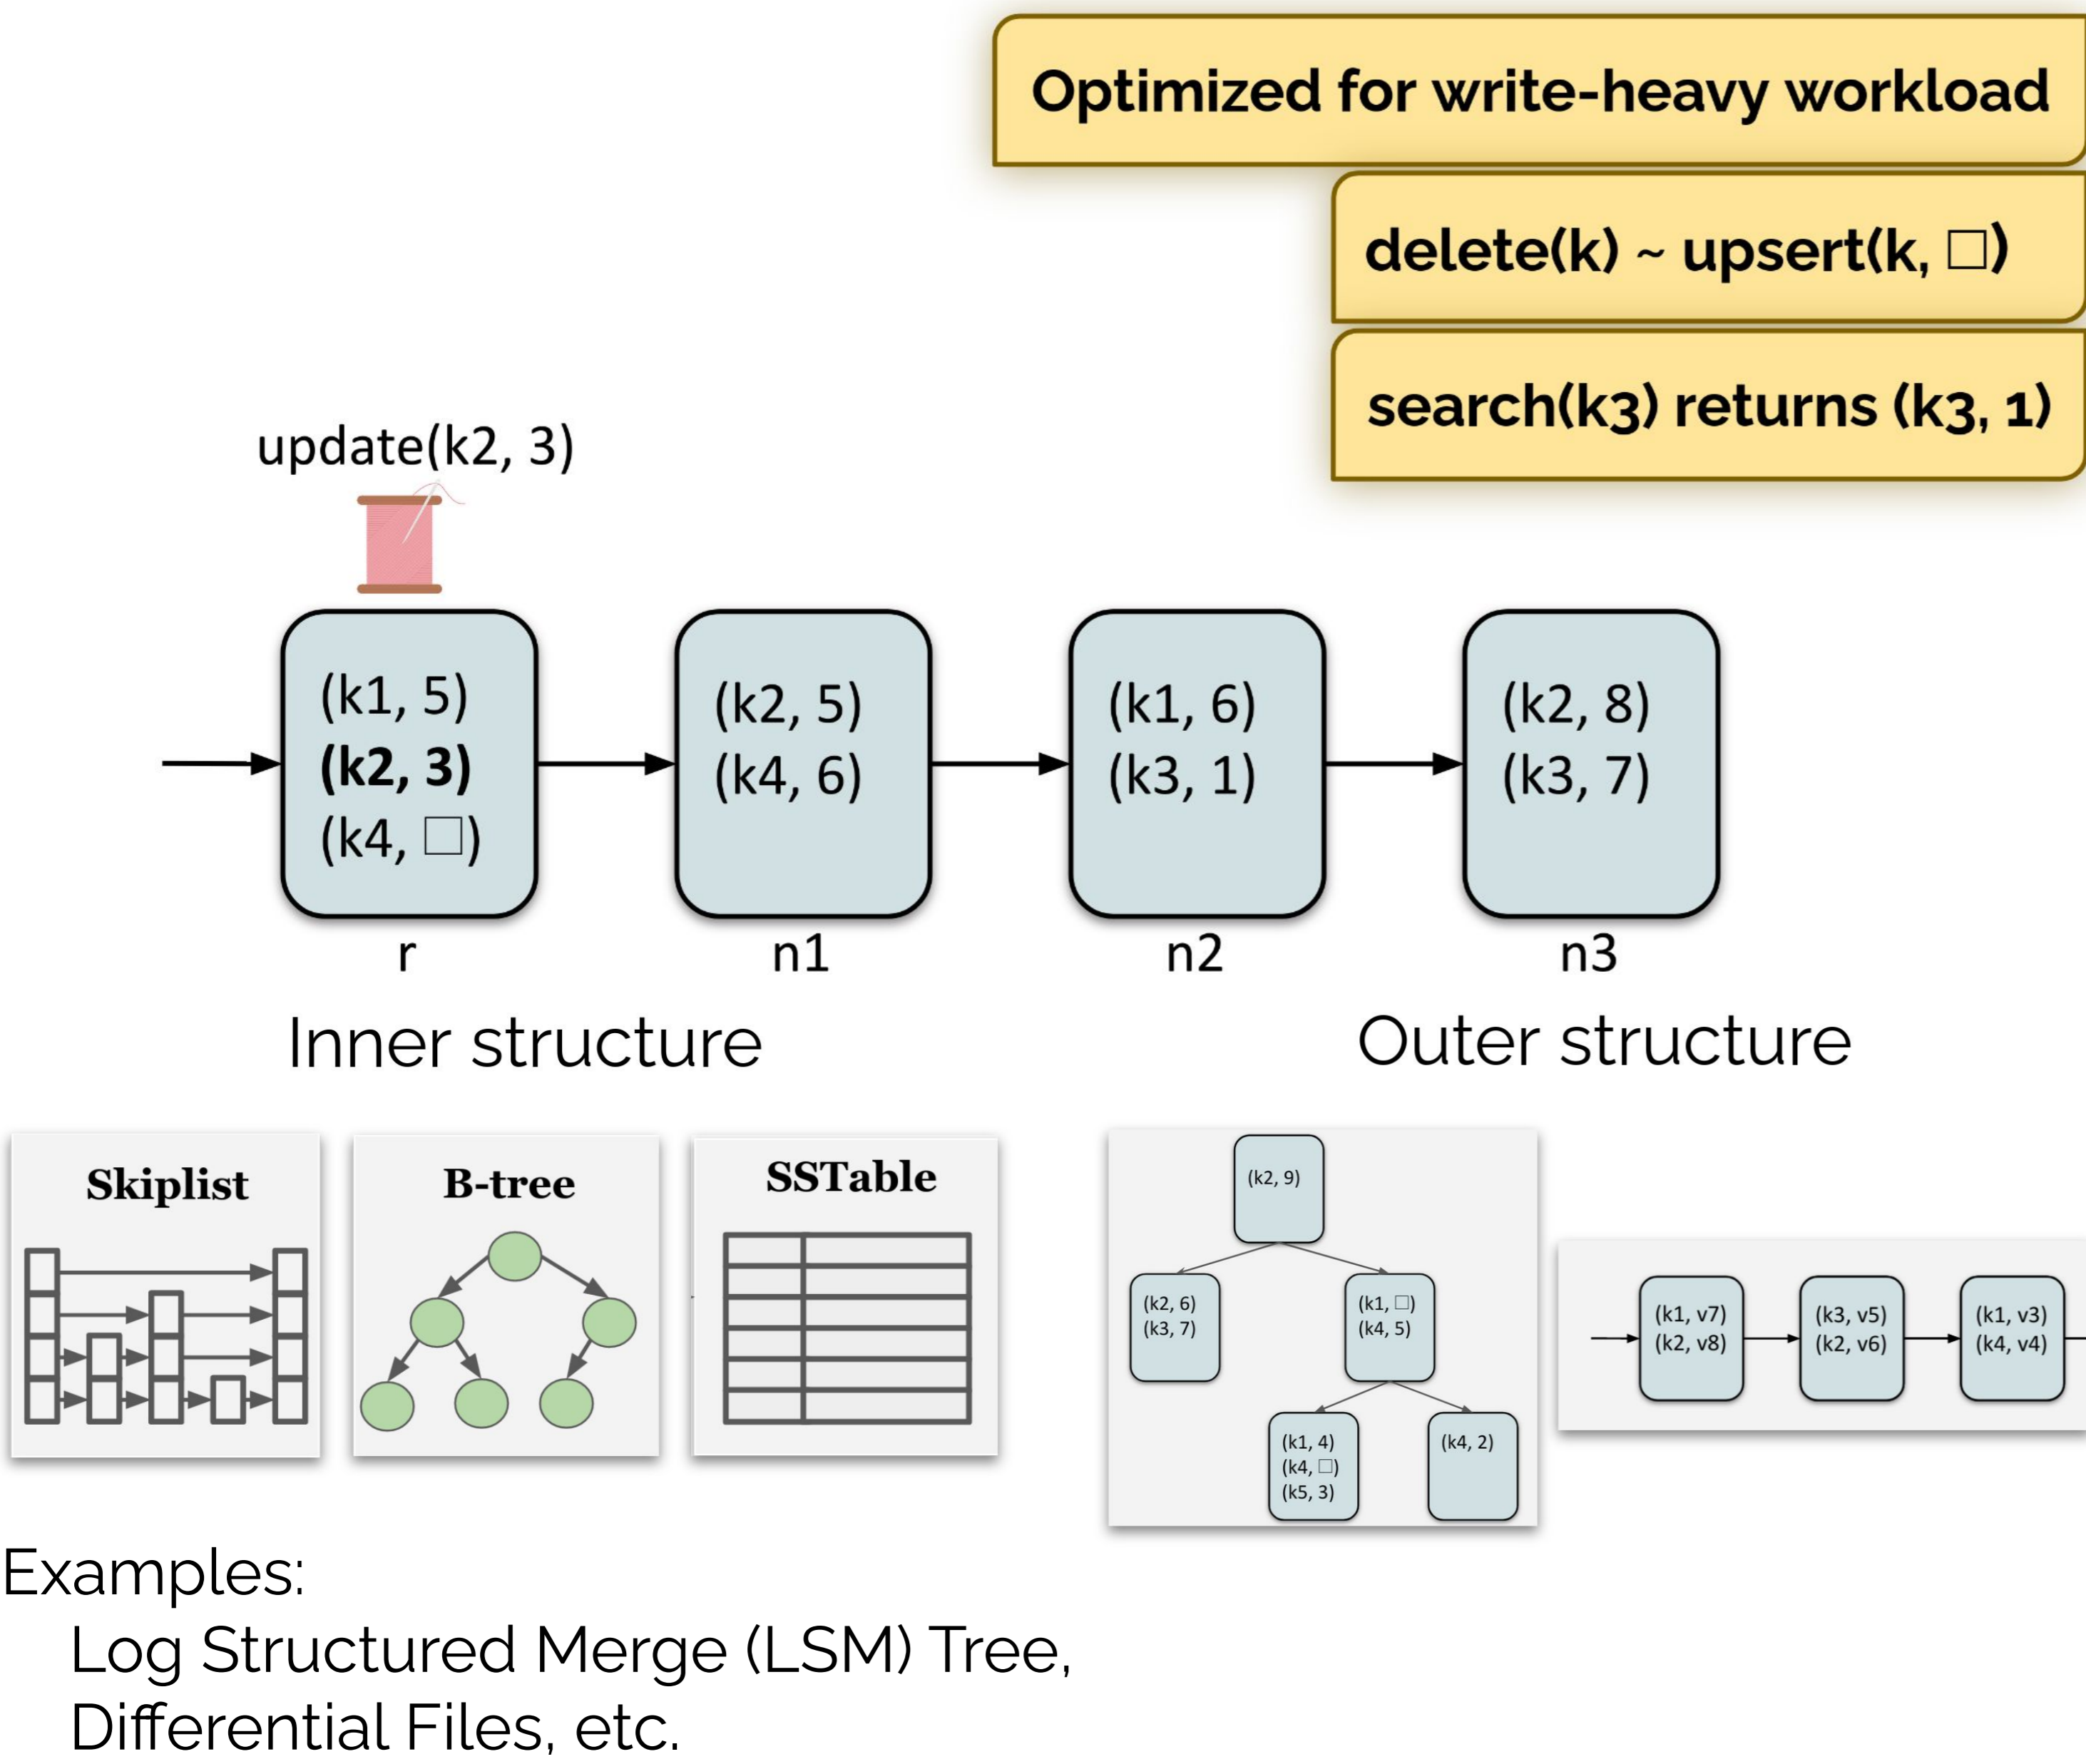 Optimized for write-heavy workload
delete(k) ~ upsert(k, □)
search(k3) returns (k3, 1)
update(k2, 3)
(k1, 5)
(k2, 3)
(k4, □)
r
(k2, 5)
(k4, 6)
n1
(k1, 6)
(k3, 1)
n2
(k2, 8)
(k3, 7)
n3
Inner structure
Outer structure
Skiplist
B-tree
SSTable
(k2, 9)
(k2, 6)
(k3, 7)
(k1, □)
(k4, 5)
(k1, 4)
(k4, □)
(k5, 3)
(k4, 2)
(k1, v7)
(k2, v8)
(k3, v5)
(k2, v6)
(k1, v3)
(k4, v4)
Examples:
Log Structured Merge (LSM) Tree,
Differential Files, etc.